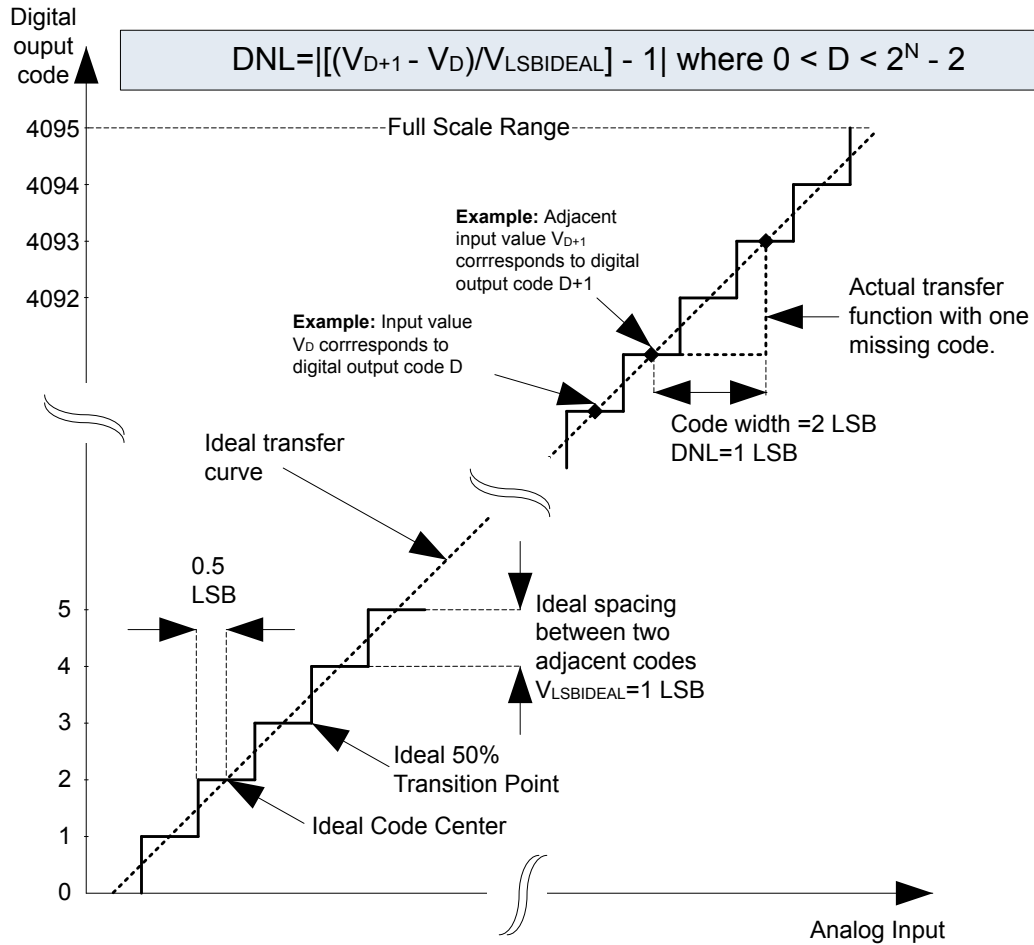 Digital
ouput
code
DNL=|[(VD+1 - VD)/VLSBIDEAL] - 1| where 0 < D < 2^N - 2
4095
Full Scale Range
4094
4093
4092
Example: Adjacent
input value VD+1
corrresponds to digital
output code D+1
Example: Input value
VD corrresponds to
digital output code D
Actual transfer
function with one
missing code.
Code width =2 LSB
DNL=1 LSB
Ideal transfer
curve
0.5
LSB
5
4
3
2
1
0
Ideal spacing
between two
adjacent codes
VLSBIDEAL=1 LSB
Ideal 50%
Transition Point
Ideal Code Center
Analog Input